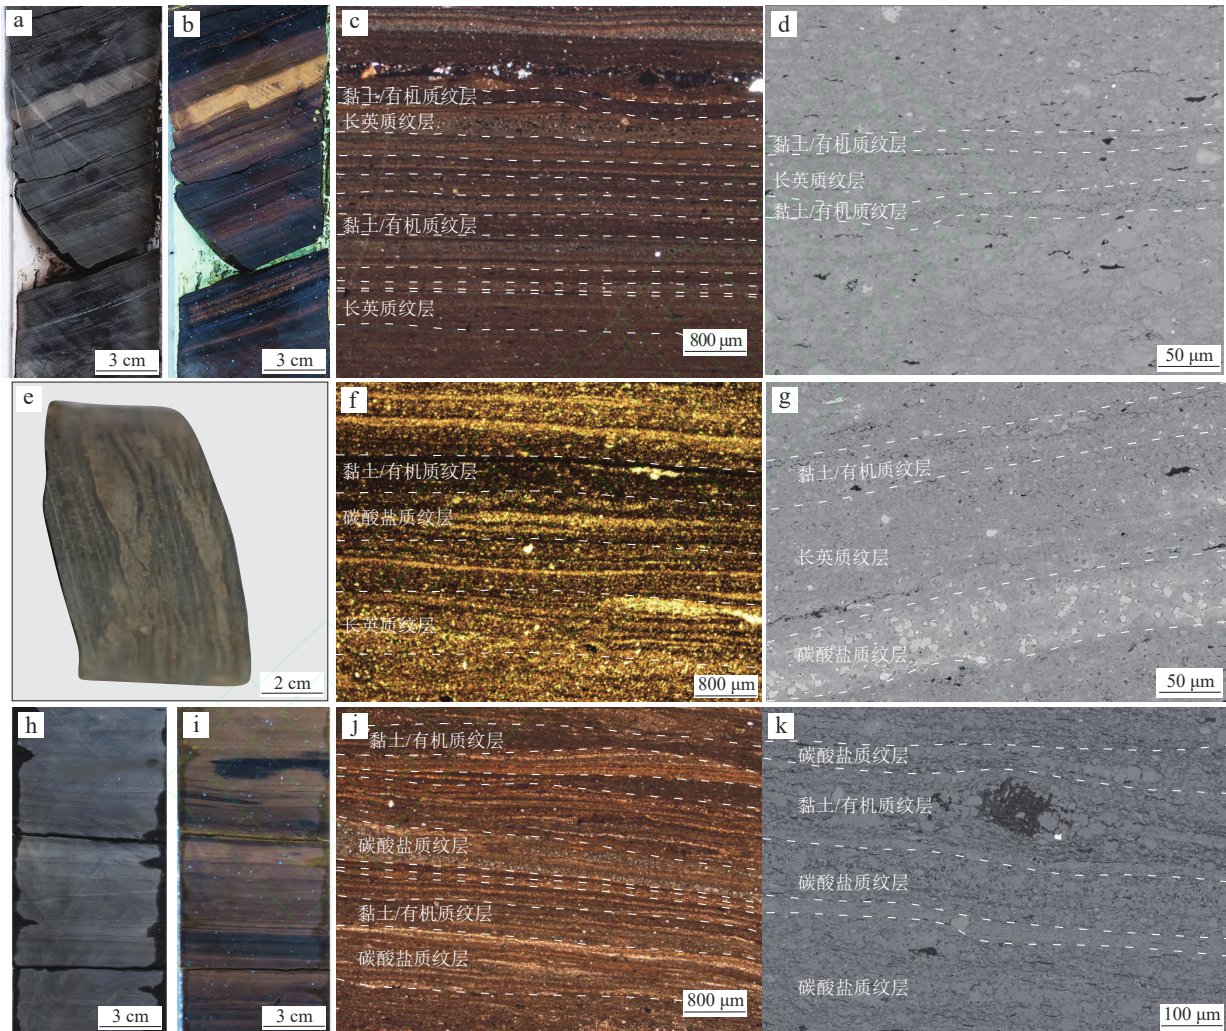 a
b
c
d
黏土/有机质纹层
长英质纹层
黏土/有机质纹层
长英质纹层
800 μm
3 cm
3 cm
黏土/有机质纹层
长英质纹层
黏土/有机质纹层
50 μm
e
f
g
黏土/有机质纹层
碳酸盐质纹层
长英质纹层
2 cm
800 μm
黏土/有机质纹层
长英质纹层
碳酸盐质纹层
50 μm
h
i
j
k
黏土/有机质纹层
碳酸盐质纹层
黏土/有机质纹层
碳酸盐质纹层
3 cm
3 cm
800 μm
碳酸盐质纹层
黏土/有机质纹层
碳酸盐质纹层
碳酸盐质纹层
100 μm